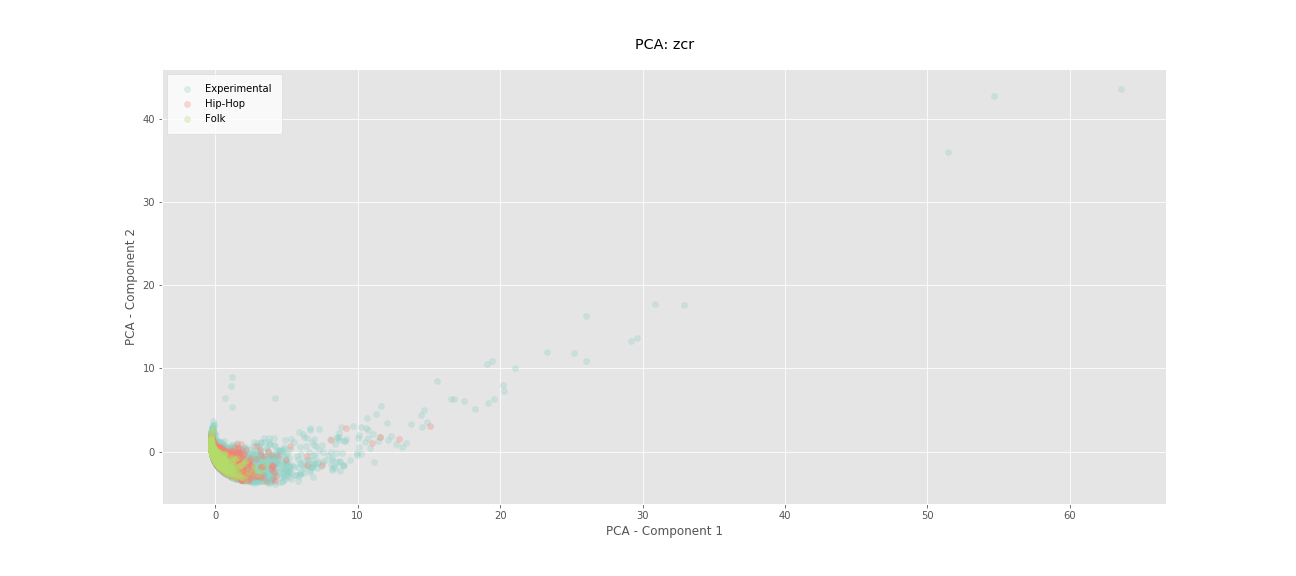 PCA: zcr
Experimental
Hip-Hop
Folk
40
30
20
10
0
PCA - Component 2
0 10 20 30 40 50 60
PCA - Component 1